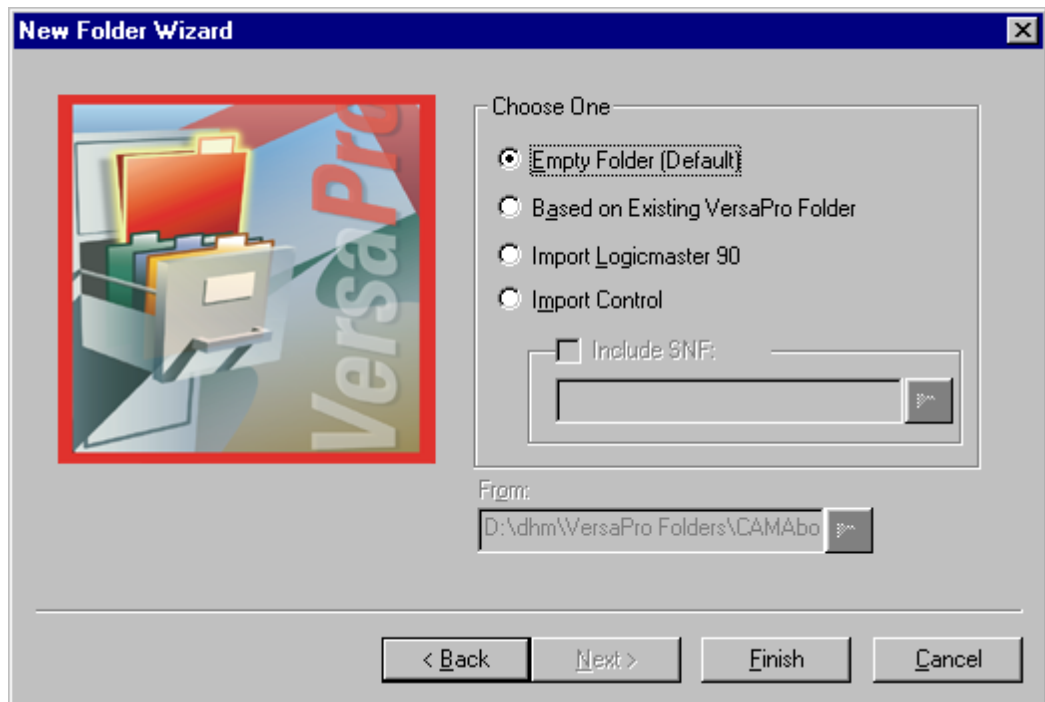 New Folder Wizard
VersaPro
Choose One
Empty Folder (Default)
Based on Existing VersaPro Folder
Import Logicmaster 90
Import Control
Include SNF:
From:
D:\dhm\VersaPro Folders\CAMAbo
< Back
Next >
Finish
Cancel